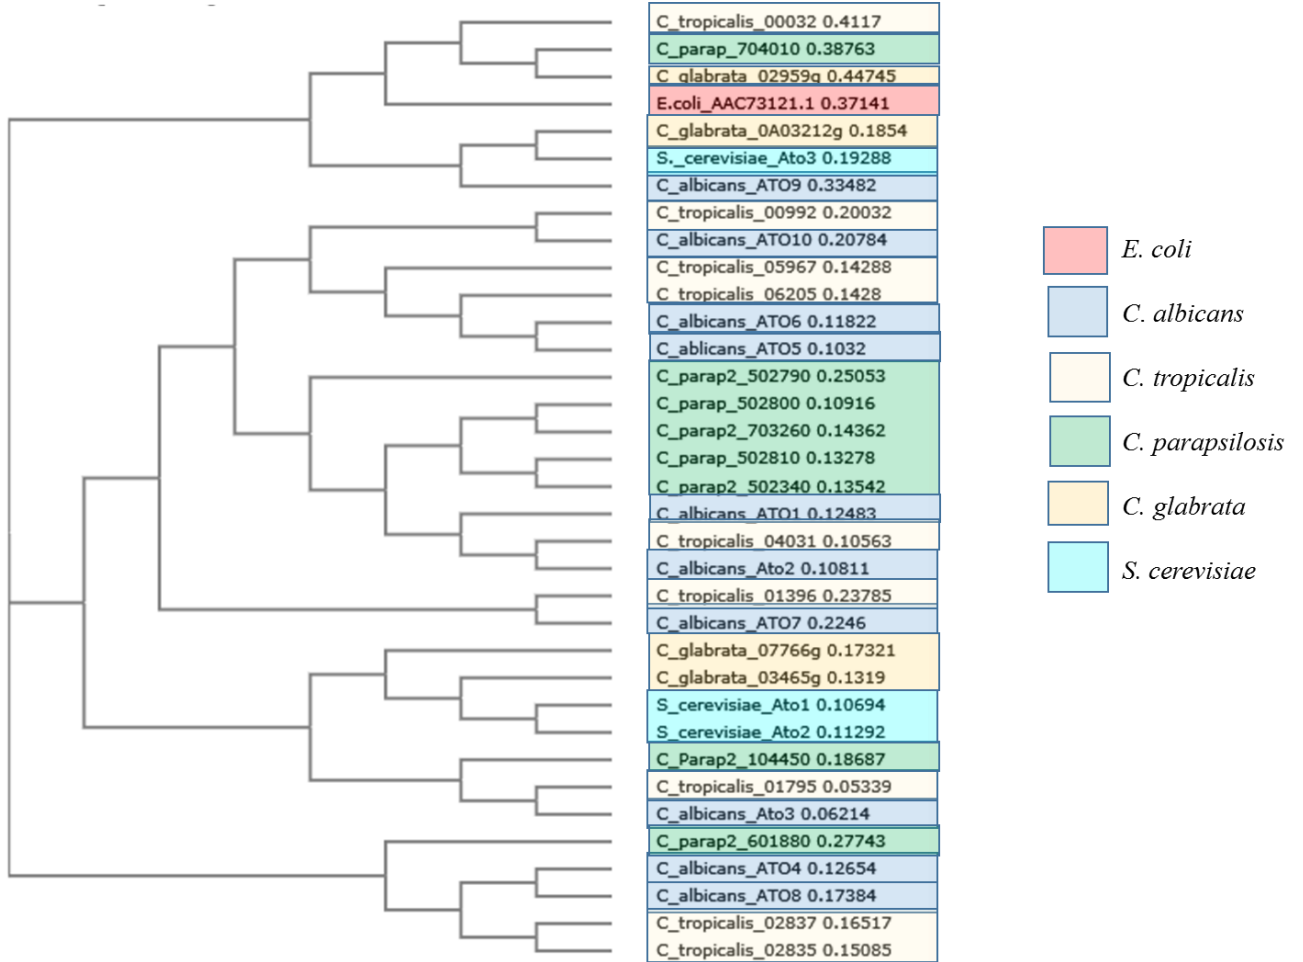 C_tropicalis_00032 0.4117
C_parap_704010 0.38763
C_glabrata_02959g 0.44745
E.coli_AAC73121.1 0.37141
C_glabrata_0A03212g 0.1854
S._cerevisiae_Ato3 0.19288
C_albicans_ATO9 0.33482
C_tropicalis_00992 0.20032
C_albicans_ATO10 0.20784
C_tropicalis_05967 0.14288
C_tropicalis_06205 0.1428
C_albicans_ATO6 0.11822
C_ablicans_ATO5 0.1032
C_parap2_502790 0.25053
C_parap_502800 0.10916
C_parap2_703260 0.14362
C_parap_502810 0.13278
C_parap2_502340 0.13542
C_albicans_ATO1 0.12483
C_tropicalis_04031 0.10563
C_albicans_Ato2 0.10811
C_tropicalis_01396 0.23785
C_albicans_ATO7 0.2246
C_glabrata_07766g 0.17321
C_glabrata_03465g 0.1319
S_cerevisiae_Ato1 0.10694
S_cerevisiae_Ato2 0.11292
C_Parap2_104450 0.18687
C_tropicalis_01795 0.05339
C_albicans_Ato3 0.06214
C_parap2_601880 0.27743
C_albicans_ATO4 0.12654
C_albicans_ATO8 0.17384
C_tropicalis_02837 0.16517
C_tropicalis_02835 0.15085
E. coli
C. albicans
C. tropicalis
C. parapsilosis
C. glabrata
S. cerevisiae